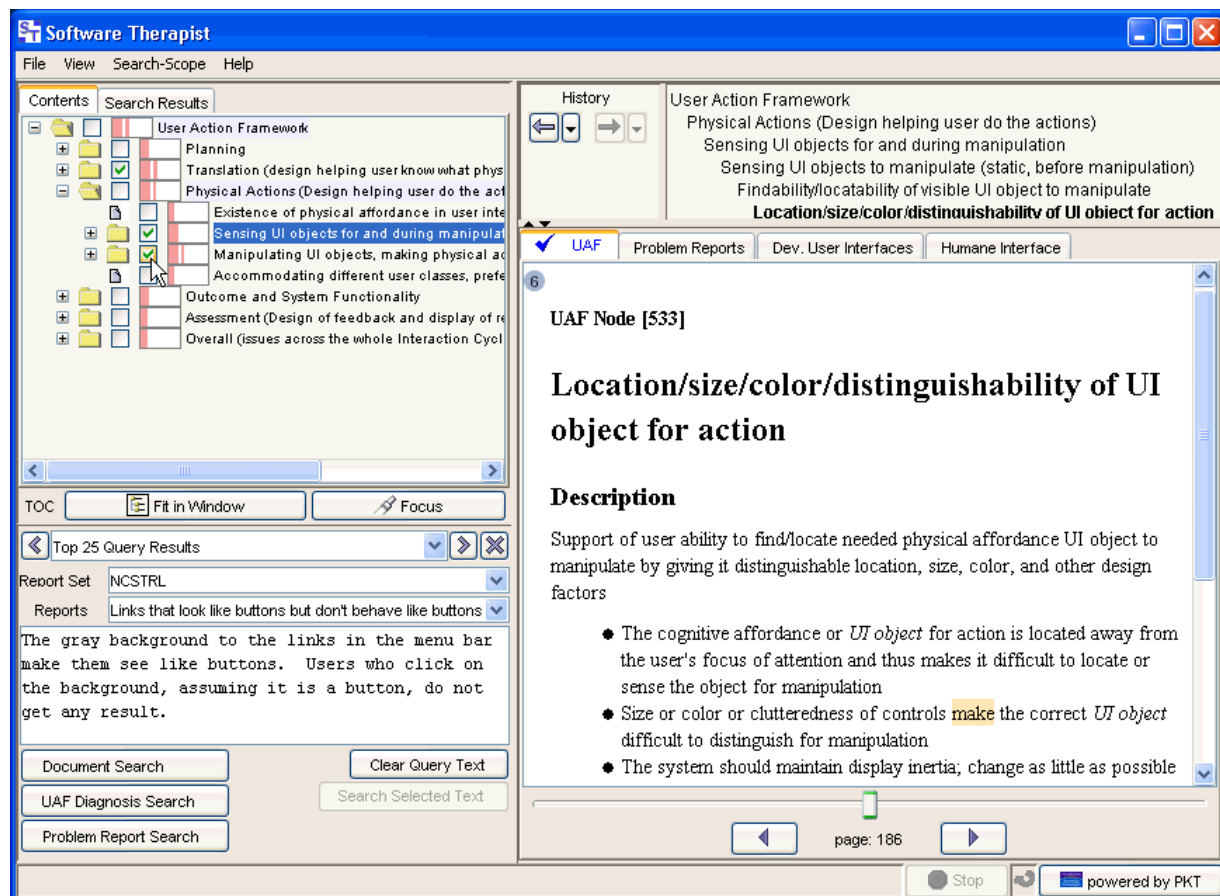 Software Therapist
File View Search-Scope Help
Contents Search Results
User Action Framework
Planning
Translation (design helping user know what phys
Physical Actions (Design helping user do the act
Existence of physical affordance in user inte
Sensing UI objects for and during manipulat
Manipulating UI objects, making physical ac
Accommodating different user classes, prefe
Outcome and System Functionality
Assessment (Design of feedback and display of re
Overall (issues across the whole Interaction Cycl
TOC Fit in Window Focus
Top 25 Query Results
Report Set NCSTRL
Reports Links that look like buttons but don't behave like buttons
The gray background to the links in the menu bar
make them see like buttons. Users who click on
the background, assuming it is a button, do not
get any result.
Document Search Clear Query Text
UAF Diagnosis Search Search Selected Text
Problem Report Search
History
User Action Framework
Physical Actions (Design helping user do the actions)
Sensing UI objects for and during manipulation
Sensing UI objects to manipulate (static, before manipulation)
Findability/locatability of visible UI object to manipulate
Location/size/color/distinguishability of UI object for action
UAF Problem Reports Dev. User Interfaces Humane Interface
6
UAF Node [533]
Location/size/color/distinguishability of UI
object for action
Description
Support of user ability to find/locate needed physical affordance UI object to
manipulate by giving it distinguishable location, size, color, and other design
factors
● The cognitive affordance or UI object for action is located away from
the user's focus of attention and thus makes it difficult to locate or
sense the object for manipulation
● Size or color or clutteredness of controls make the correct UI object
difficult to distinguish for manipulation
● The system should maintain display inertia; change as little as possible
page: 186
Stop powered by PKT